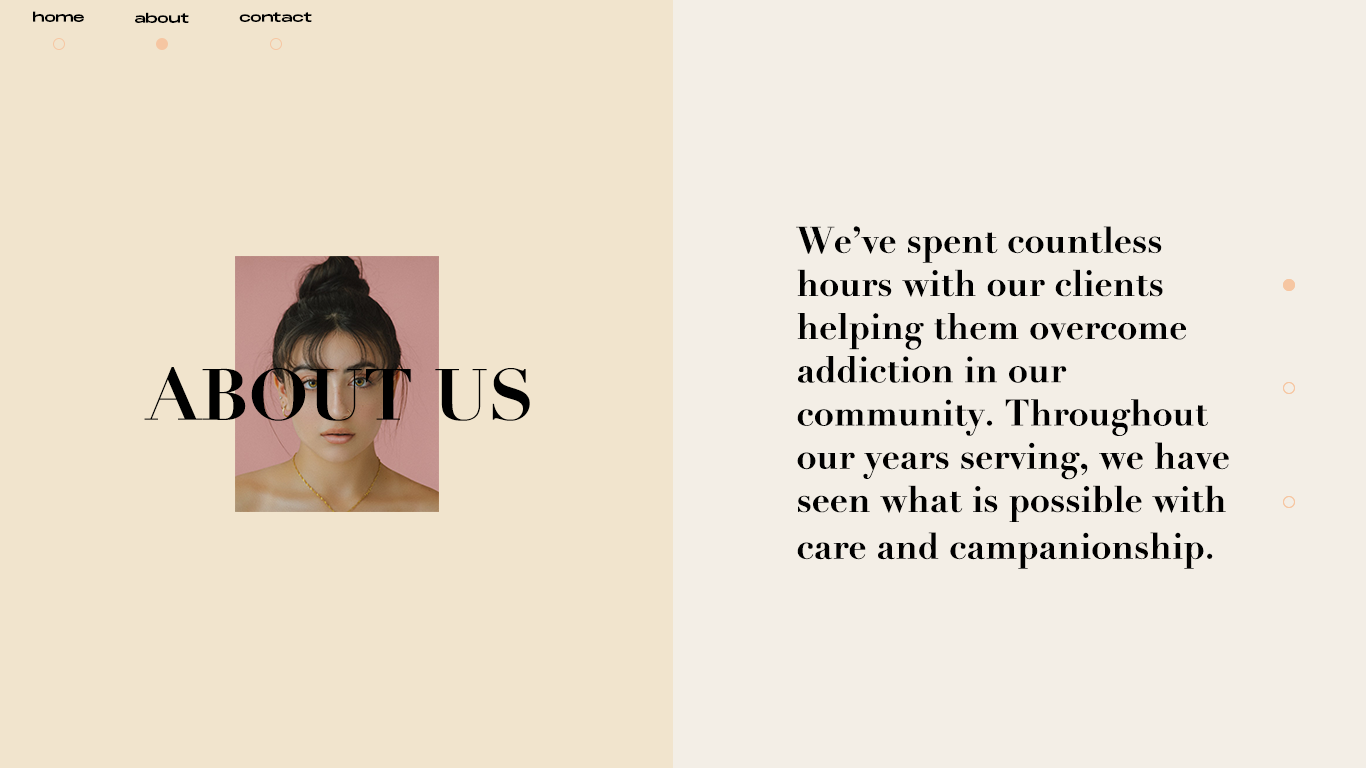 home about contact
ABOUT US
We’ve spent countless
hours with our clients
helping them overcome
addiction in our
community. Throughout
our years serving, we have
seen what is possible with
care and campanionship.